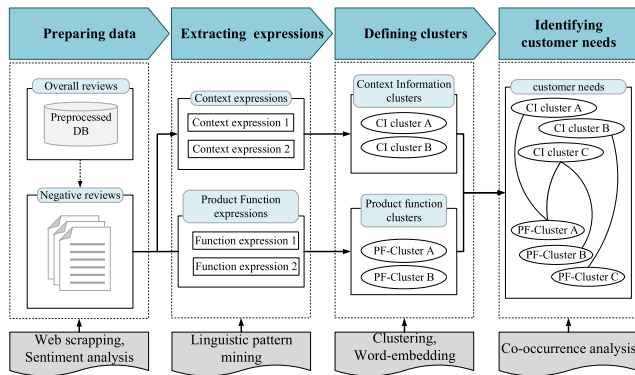 Preparing data
Extracting expressions
Defining clusters
Identifying
customer needs
Overall reviews
Preprocessed
DB
Negative reviews
Context expressions
Context expression 1
Context expression 2
Product Function
expressions
Function expression 1
Function expression 2
Context Information
clusters
CI cluster A
CI cluster B
Product function
clusters
PF-Cluster A
PF-Cluster B
customer needs
CI cluster A
CI cluster B
CI cluster C
PF-Cluster A
PF-Cluster B
PF-Cluster C
Web scrapping,
Sentiment analysis
Linguistic pattern
mining
Clustering,
Word-embedding
Co-occurrence analysis